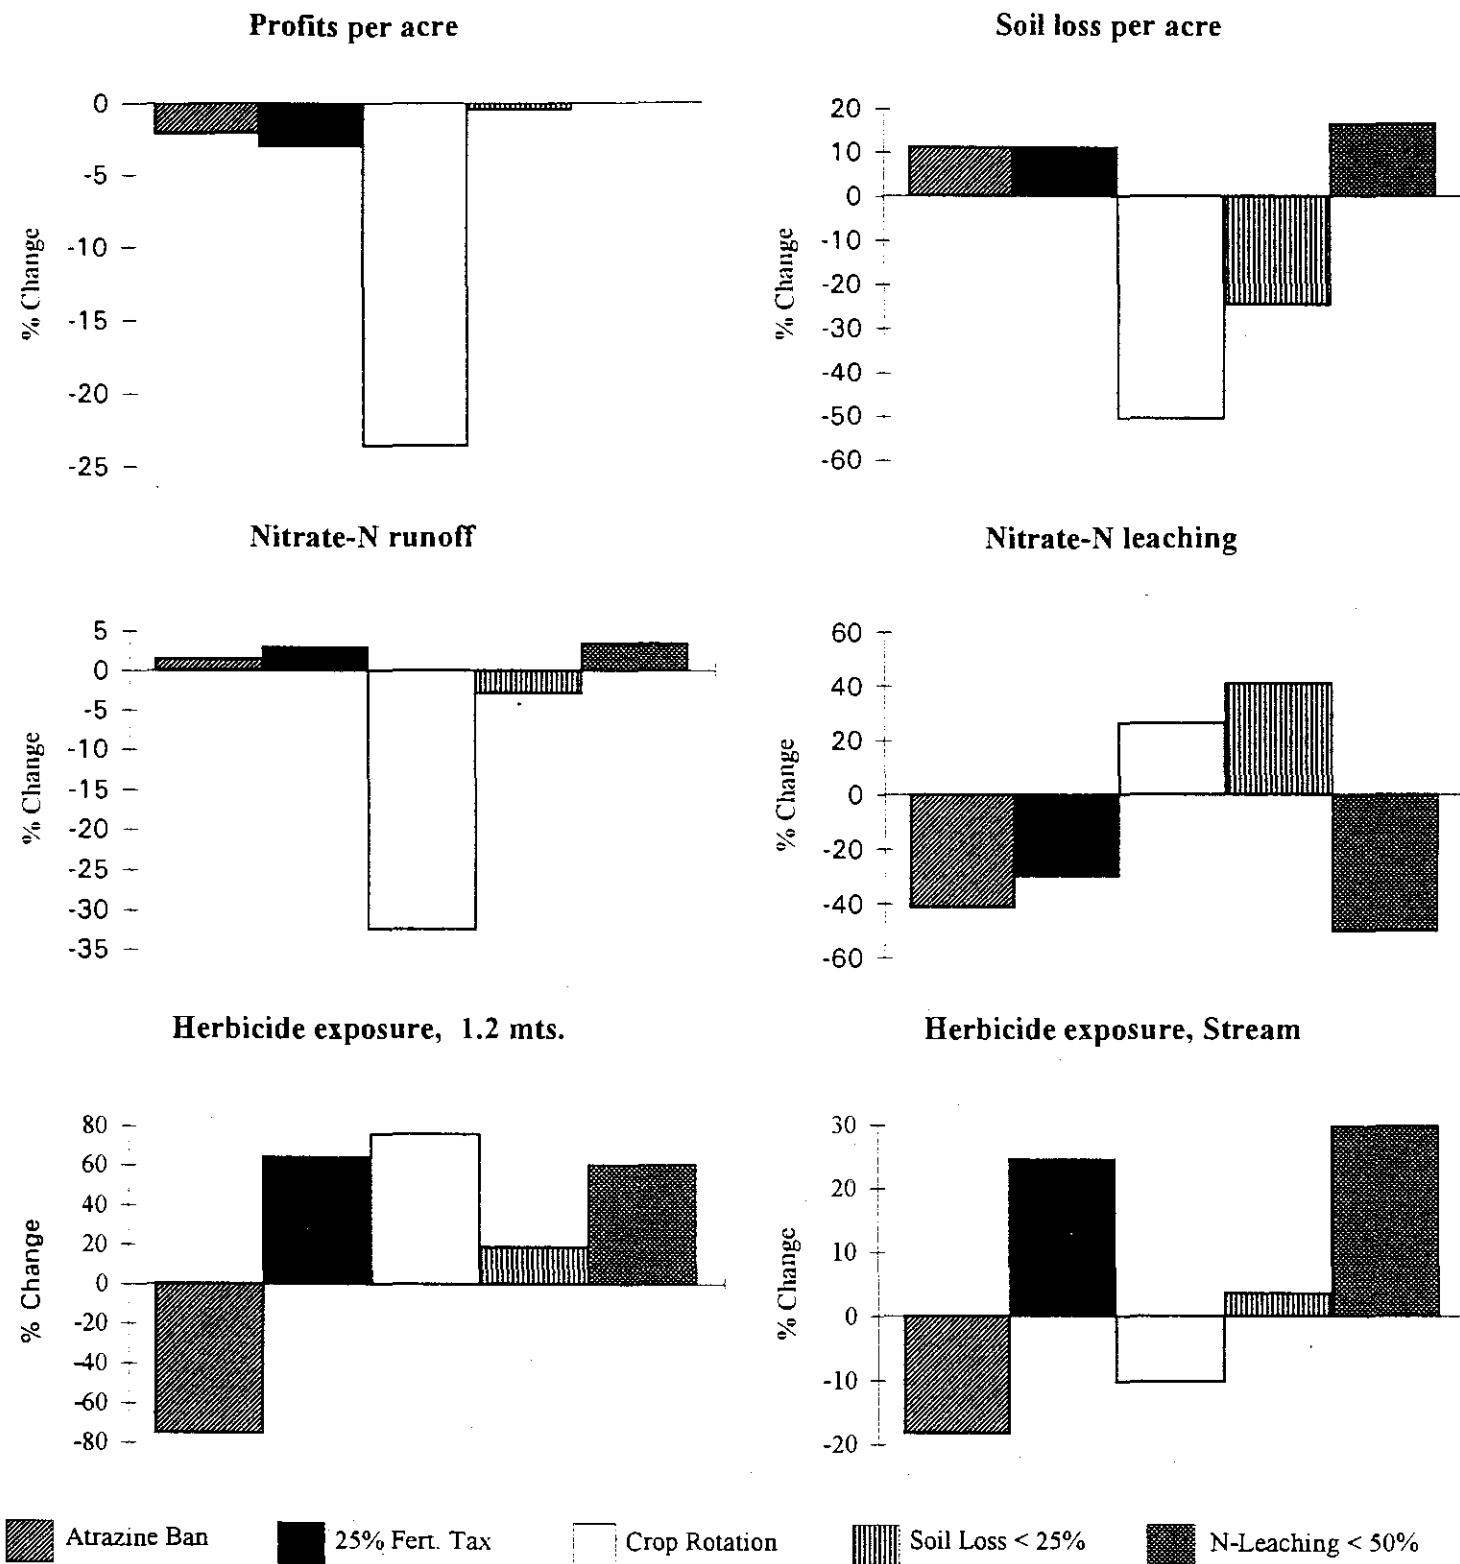 Profits per acre
0
-5
-10
-15
-20
-25
% Change
Soil loss per acre
20
10
0
-10
-20
-30
-40
-50
-60
% Change
Nitrate-N runoff
5
0
-5
-10
-15
-20
-25
-30
-35
% Change
Nitrate-N leaching
60
40
20
0
-20
-40
-60
% Change
Herbicide exposure, 1.2 mts.
80
60
40
20
0
-20
-40
-60
-80
% Change
Herbicide exposure, Stream
30
20
10
0
-10
-20
% Change
Atrazine Ban
25% Fert. Tax
Crop Rotation
Soil Loss < 25%
N-Leaching < 50%